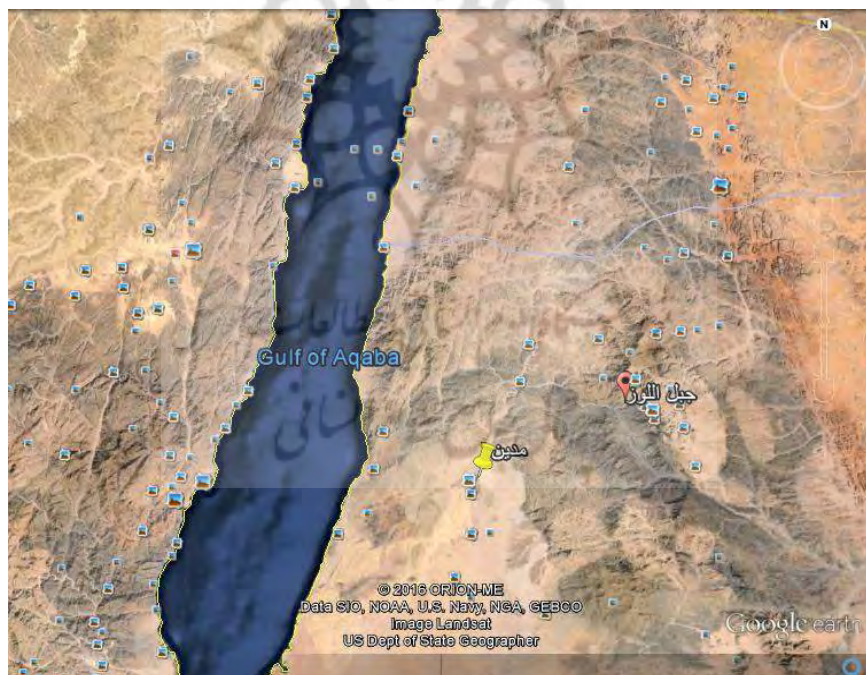 N
Gulf of Aqaba
جبل اللوز
مدين
© 2016 ORION-ME
Data SIO, NOAA, U.S. Navy, NGA, GEBCO
Image Landsat
US Dept of State Geographer
Google earth